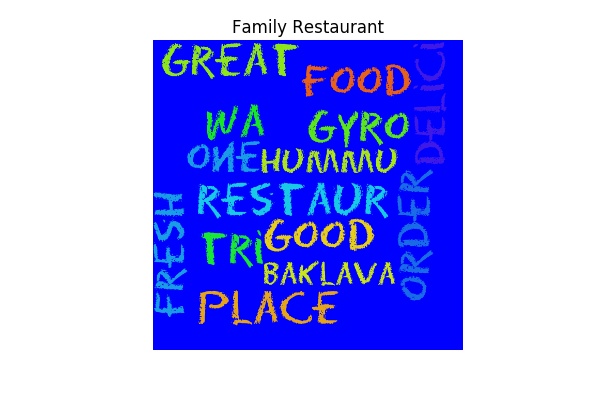 Family Restaurant
GREAT
FOOD
DELICI
WA
GYRO
ONE
HUMMU
RESTAUR
ORDER
FRESH
TRI
GOOD
BAKLAVA
PLACE